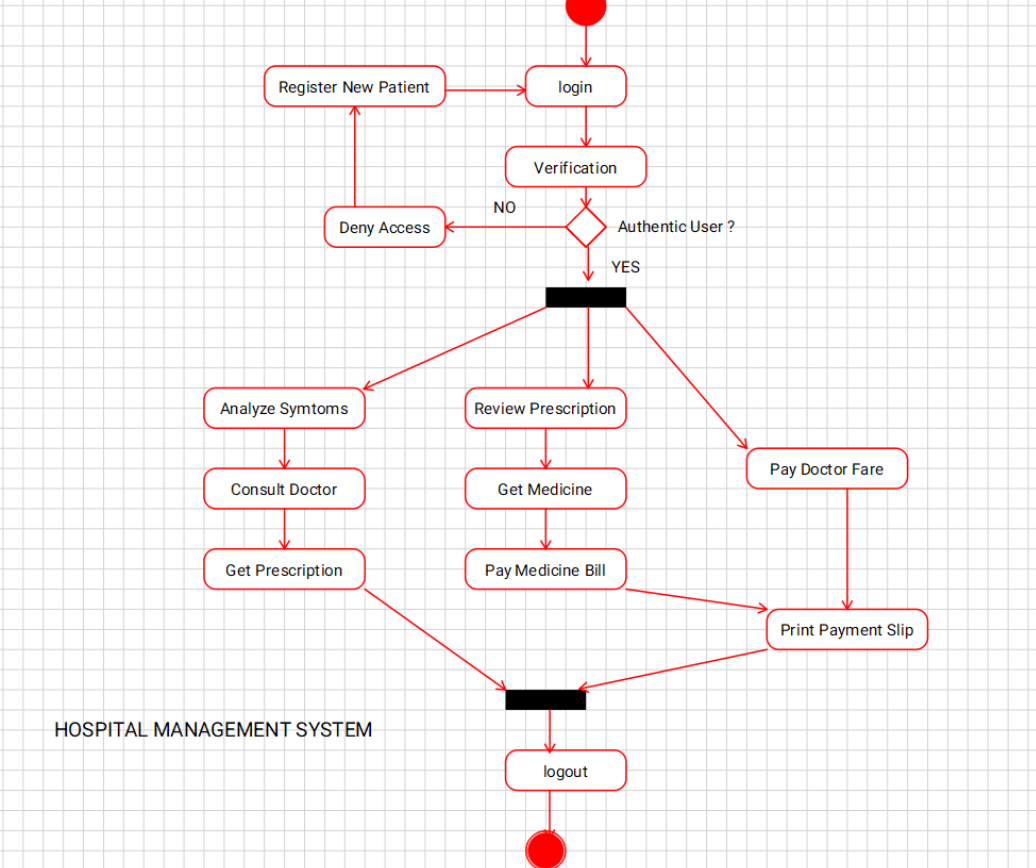 Register New Patient
login
Verification
NO
Deny Access
Authentic User ?
YES
Analyze Symtoms
Review Prescription
Pay Doctor Fare
Consult Doctor
Get Medicine
Get Prescription
Pay Medicine Bill
Print Payment Slip
HOSPITAL MANAGEMENT SYSTEM
logout